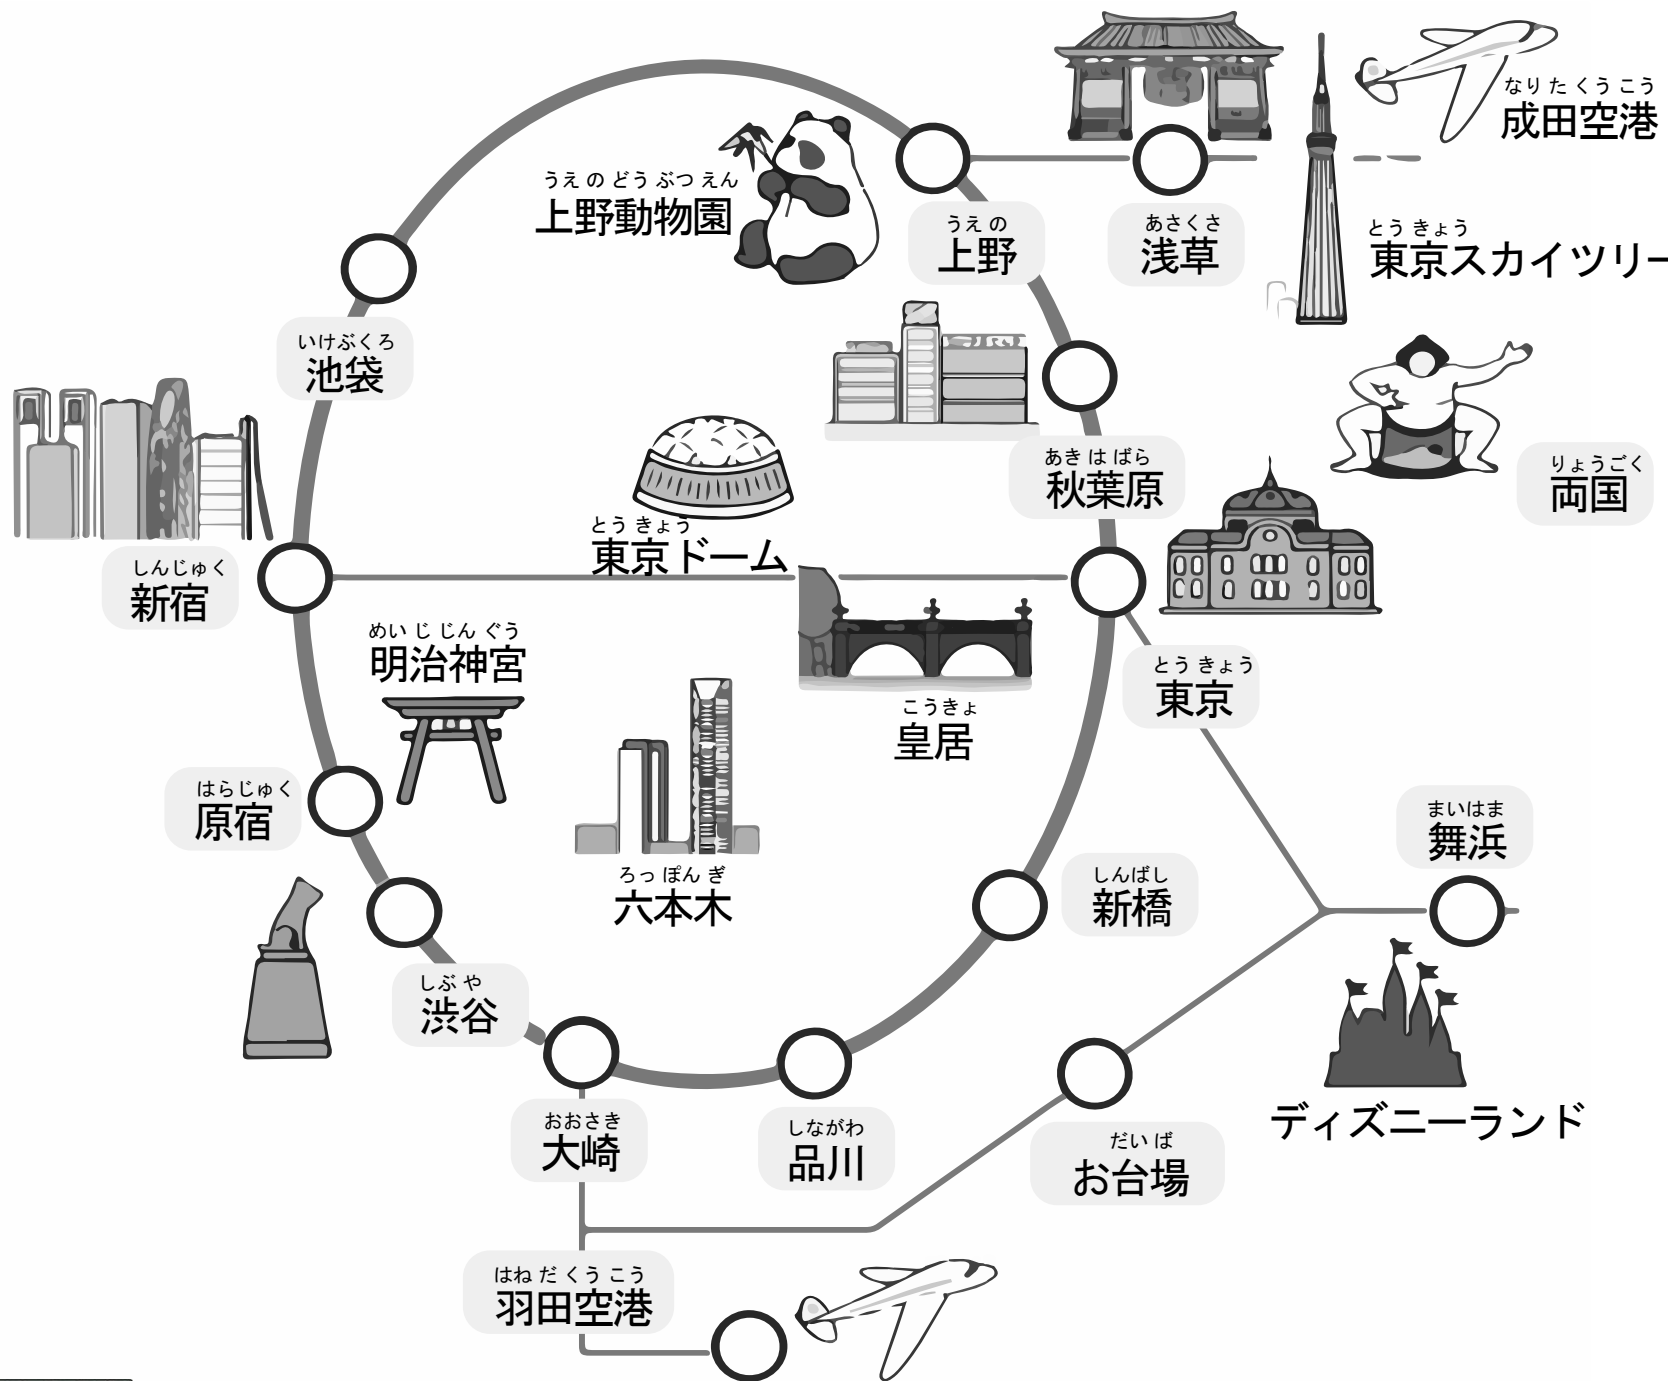 なりたくうこう
成田空港
うえのどうぶつえん
上野動物園
うえの
上野
あさくさ
浅草
とうきょう
東京スカイツリー
いけぶくろ
池袋
あきはばら
秋葉原
りょうごく
両国
とうきょう
東京ドーム
しんじゅく
新宿
めいじじんぐう
明治神宮
とうきょう
東京
こうきょ
皇居
はらじゅく
原宿
まいはま
舞浜
ろっぽんぎ
六本木
しんばし
新橋
しぶや
渋谷
ディズニーランド
おおさき
大崎
しながわ
品川
だいば
お台場
はねだくうこう
羽田空港